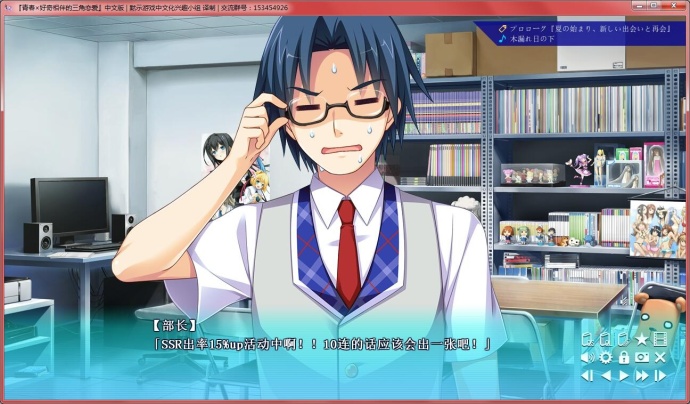 『青春×好奇相伴的三角恋爱』中文版 | 默示游戏中文化兴趣小组 译制 | 交流群号：153454926
プロローグ『夏の始まり、新しい出会いと再会』
木漏れ日の下
【部长】
「SSR出率15%up活动中啊！！10连的话应该会出一张吧！」